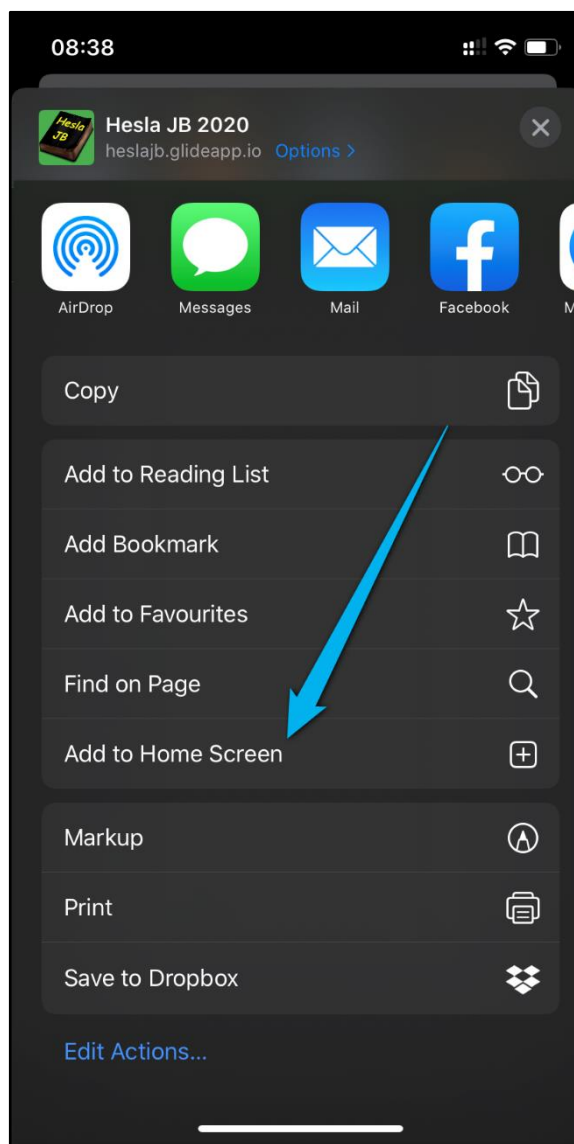 08:38
Hesla
JB
Hesla JB 2020
heslajb.glideapp.io Options >
AirDrop
Messages
Mail
Facebook
M
Copy
Add to Reading List
Add Bookmark
Add to Favourites
Find on Page
Add to Home Screen
Markup
Print
Save to Dropbox
Edit Actions...